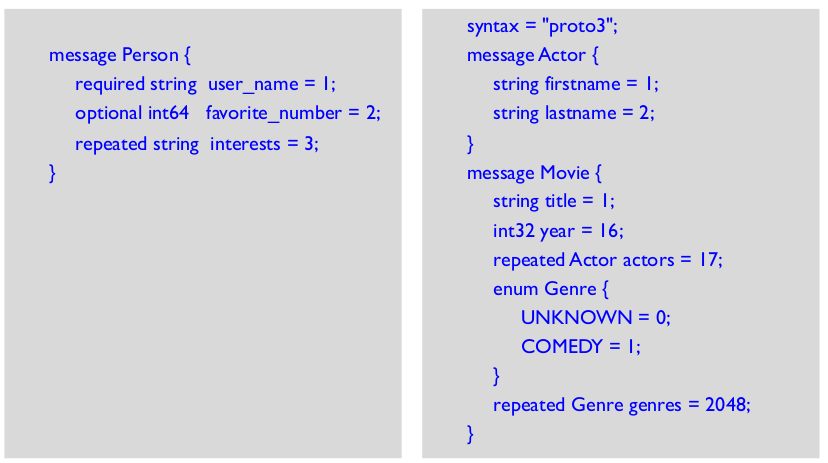 message Person {
required string user_name = 1;
optional int64 favorite_number = 2;
repeated string interests = 3;
}
syntax = "proto3";
message Actor {
string firstname = 1;
string lastname = 2;
}
message Movie {
string title = 1;
int32 year = 16;
repeated Actor actors = 17;
enum Genre {
UNKNOWN = 0;
COMEDY = 1;
}
repeated Genre genres = 2048;
}